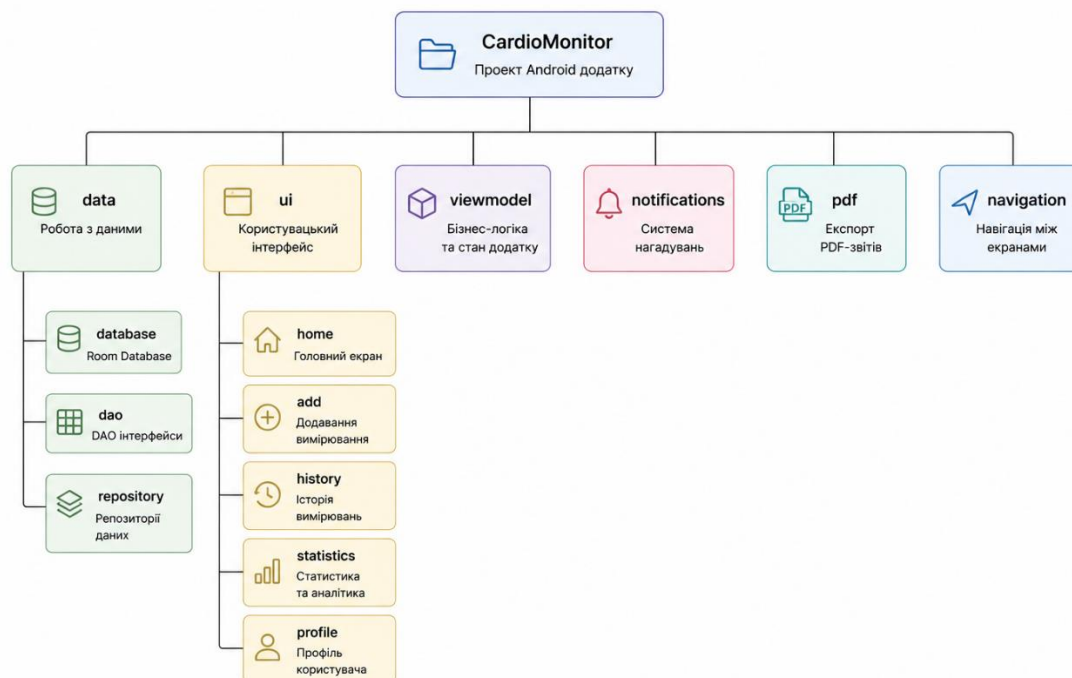 CardioMonitor
Проект Android додатку
data
Робота з даними
ui
Користувацький
інтерфейс
viewmodel
Бізнес-логіка
та стан додатку
notifications
Система
нагадувань
PDF
pdf
Експорт
PDF-звітів
navigation
Навігація між
екранами
database
Room Database
dao
DAO інтерфейси
repository
Репозиторії
даних
home
Головний екран
add
Додавання
вимірювання
history
Історія
вимірювань
statistics
Статистика
та аналітика
profile
Профіль
користувача